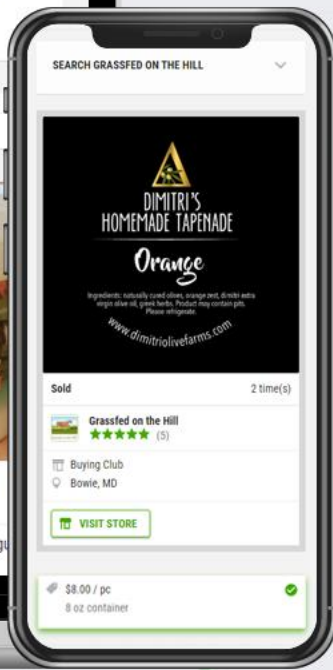 SEARCH GRASSFED ON THE HILL
DIMITRI'S
HOMEMADE TAPENADE
Orange
Ingredients: naturally cured olives, orange zest, dimitri extra
virgin olive oil, greek herbs. Product may contain pits.
Please refrigerate.
www.dimitriolivefarms.com
Sold 2 time(s)
Grassfed on the Hill
(5)
Buying Club
Bowie, MD
VISIT STORE
$8.00 / pc
8 oz container